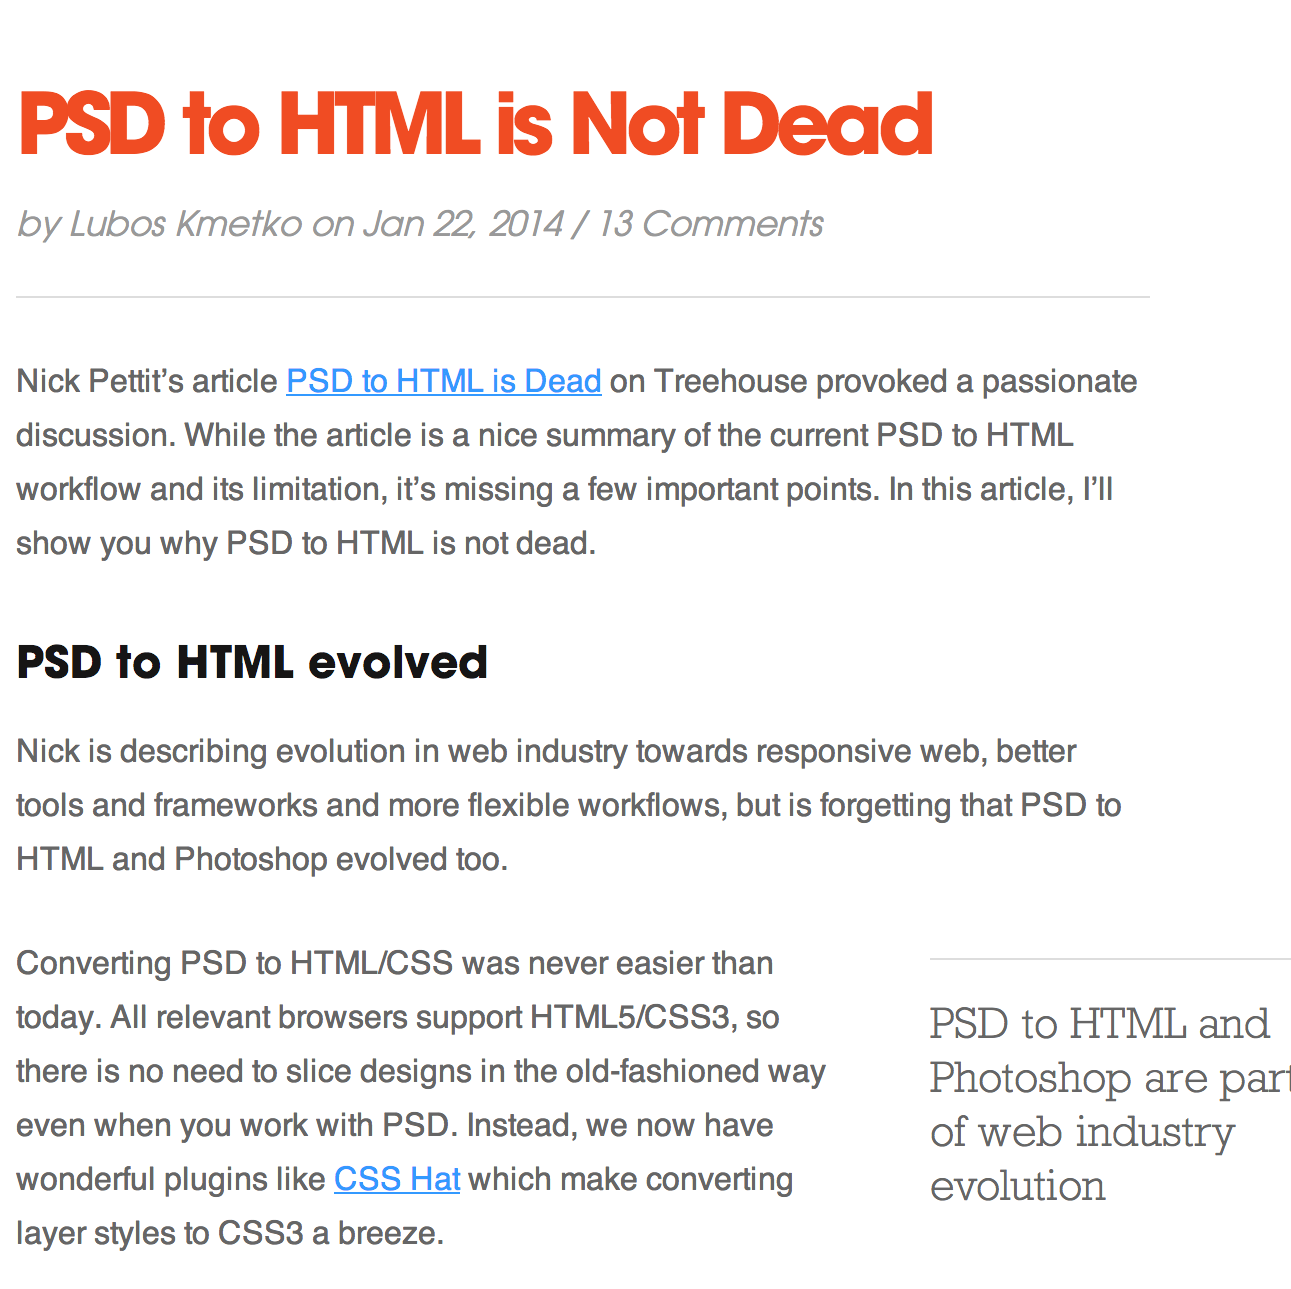 PSD to HTML is Not Dead
by Lubos Kmetko on Jan 22, 2014 / 13 Comments
Nick Pettit’s article PSD to HTML is Dead on Treehouse provoked a passionate
discussion. While the article is a nice summary of the current PSD to HTML
workflow and its limitation, it’s missing a few important points. In this article, I’ll
show you why PSD to HTML is not dead.
PSD to HTML evolved
Nick is describing evolution in web industry towards responsive web, better
tools and frameworks and more flexible workflows, but is forgetting that PSD to
HTML and Photoshop evolved too.
Converting PSD to HTML/CSS was never easier than
today. All relevant browsers support HTML5/CSS3, so
there is no need to slice designs in the old-fashioned way
even when you work with PSD. Instead, we now have
wonderful plugins like CSS Hat which make converting
layer styles to CSS3 a breeze.
PSD to HTML and
Photoshop are part
of web industry
evolution